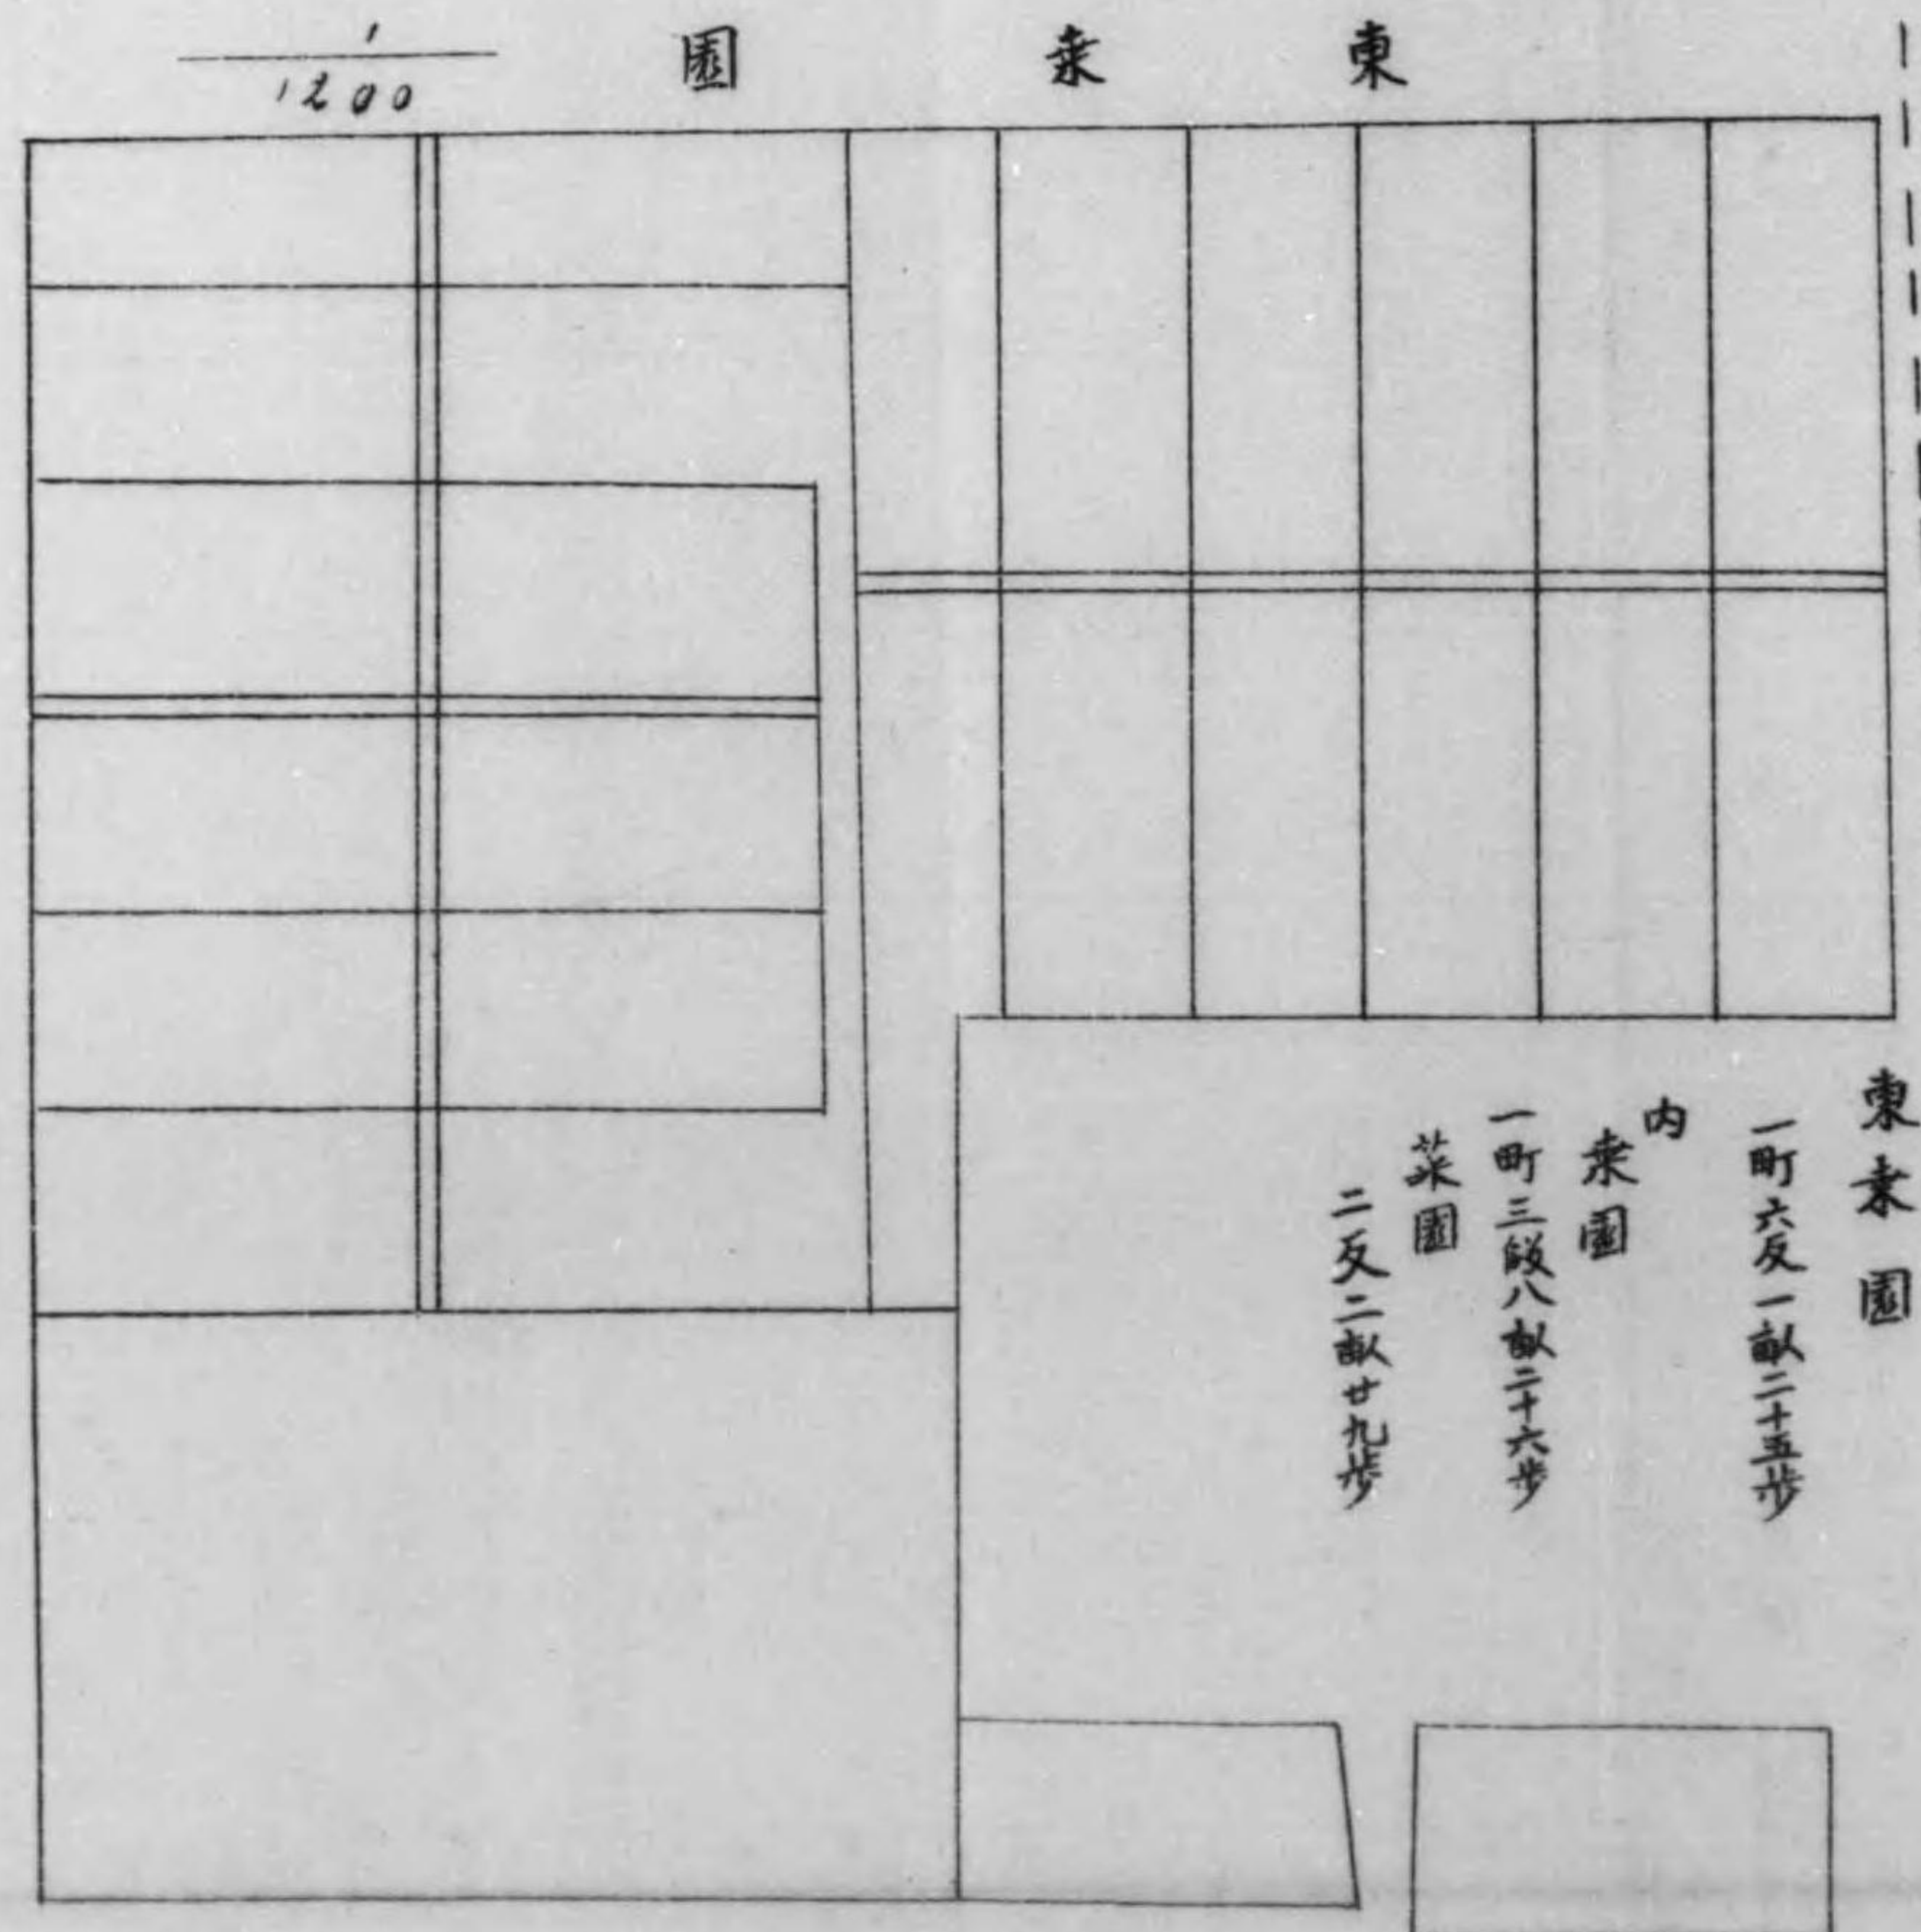 東桒園
1/1200
東桒園
一町六反一畝二十五歩
内
桒園
一町三段八畝二十六歩
菜園
二反二畝廿九歩